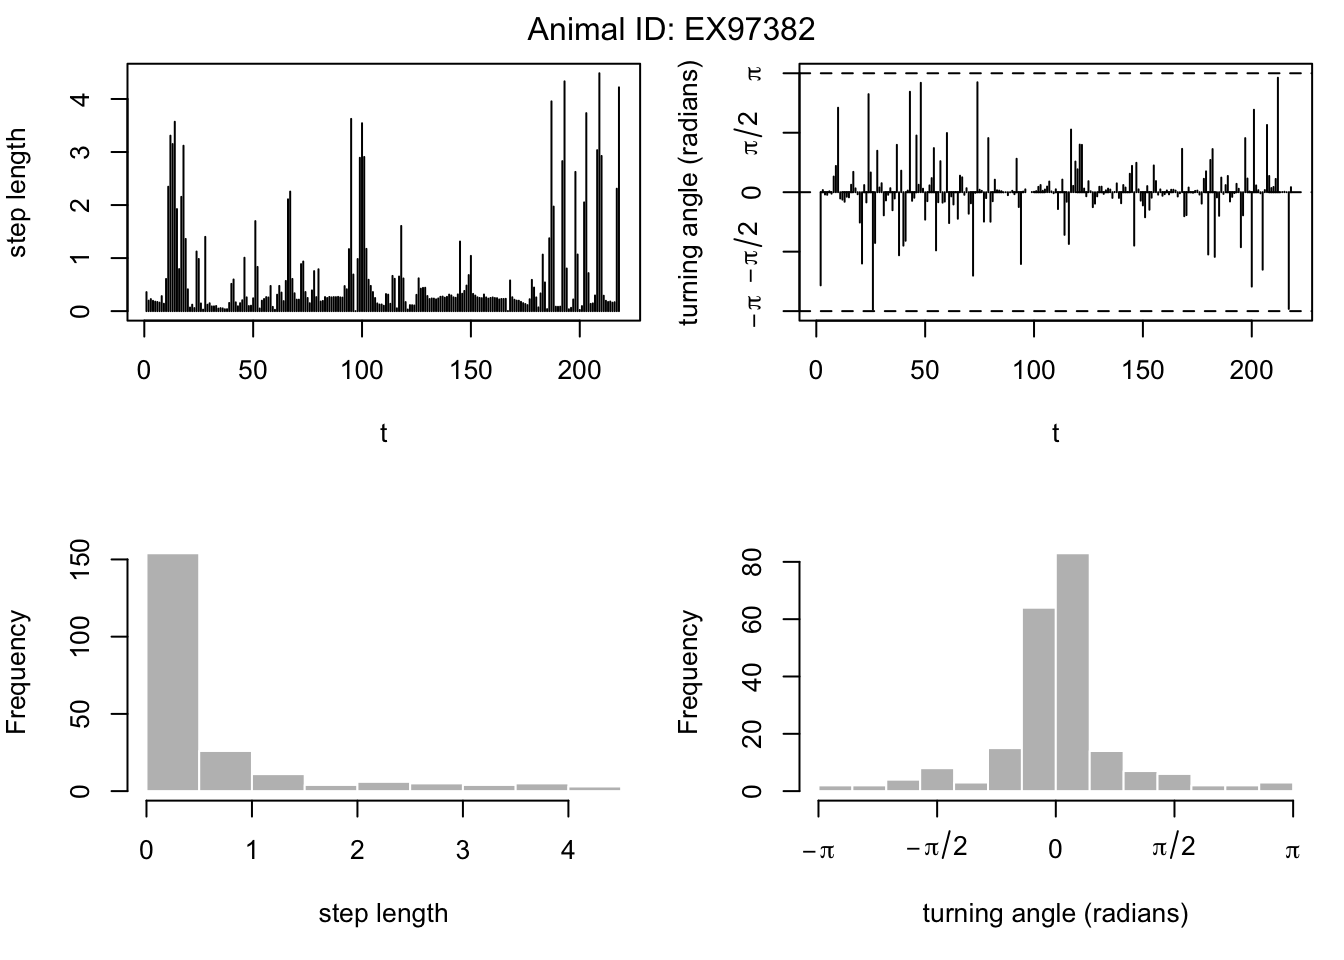 Animal ID: EX97382
step length
0 1 2 3 4
0 50 100 150 200
t
turning angle (radians)
−π −π/2 0 π/2 π
0 50 100 150 200
t
Frequency
0 50 100 150
0 1 2 3 4
step length
Frequency
0 20 40 60 80
−π −π/2 0 π/2 π
turning angle (radians)